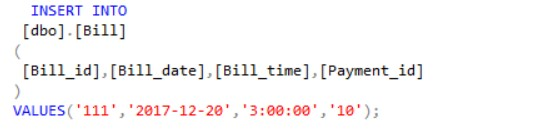 INSERT INTO
[dbo].[Bill]
(
[Bill_id],[Bill_date],[Bill_time],[Payment_id]
)
VALUES('111','2017-12-20','3:00:00','10');